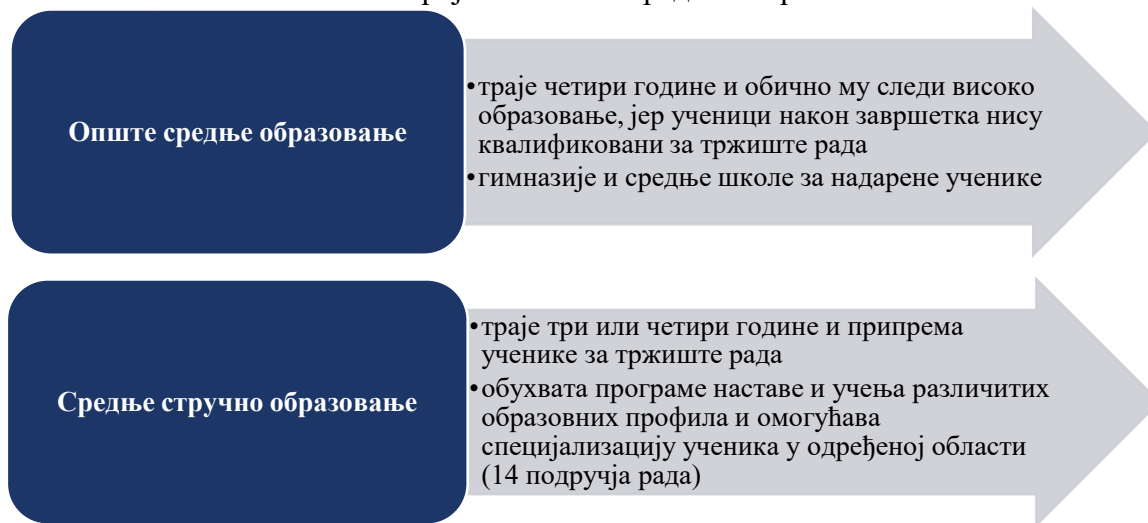 Опште средње образовање
•траје четири године и обично му следи високо
образовање, јер ученици након завршетка нису
квалификовани за тржиште рада
•гимназије и средње школе за надарене ученике
Средње стручно образовање
•траје три или четири године и припрема
ученике за тржиште рада
•обухвата програме наставе и учења различитих
образовних профила и омогућава
специјализацију ученика у одређеној области
(14 подручја рада)